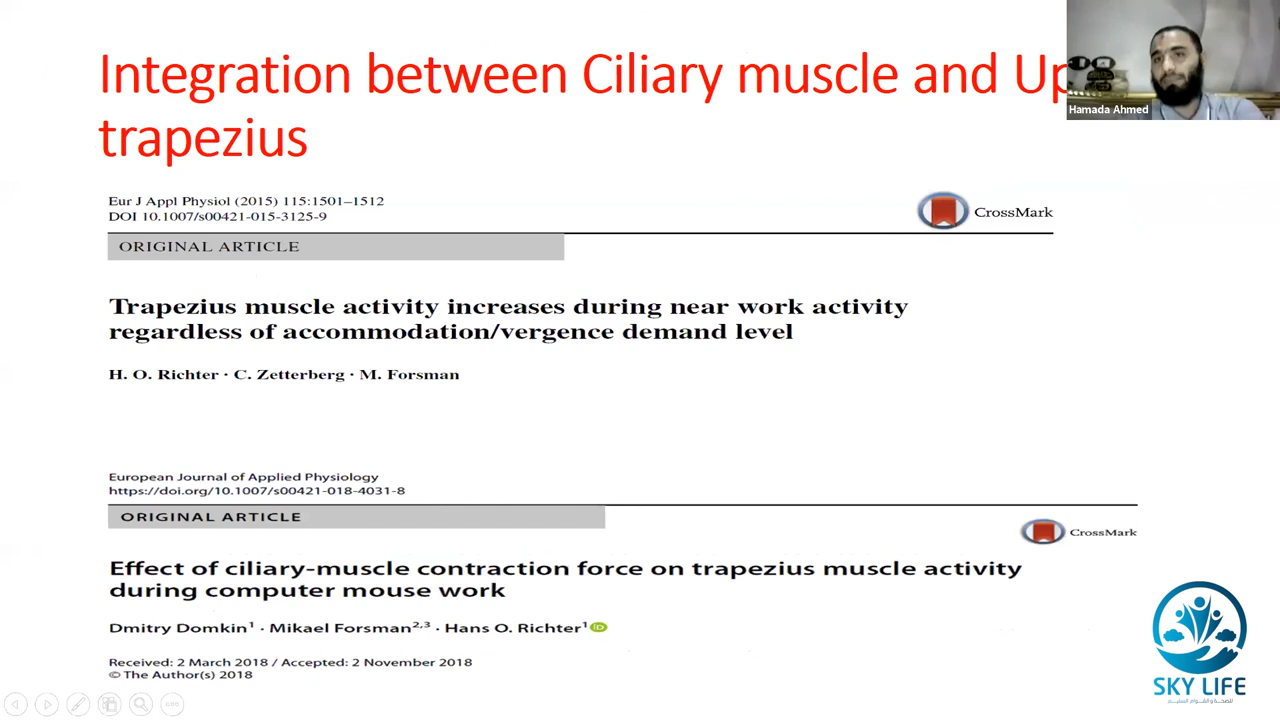 Integration between Ciliary muscle and Up
trapezius
Hamada Ahmed
Eur J Appl Physiol (2015) 115:1501–1512
DOI 10.1007/s00421-015-3125-9
CrossMark
ORIGINAL ARTICLE
Trapezius muscle activity increases during near work activity
regardless of accommodation/vergence demand level
H. O. Richter · C. Zetterberg · M. Forsman
European Journal of Applied Physiology
https://doi.org/10.1007/s00421-018-4031-8
ORIGINAL ARTICLE
CrossMark
Effect of ciliary-muscle contraction force on trapezius muscle activity
during computer mouse work
Dmitry Domkin1 · Mikael Forsman2,3 · Hans O. Richter1 iD
Received: 2 March 2018 / Accepted: 2 November 2018
© The Author(s) 2018
SKY LIFE